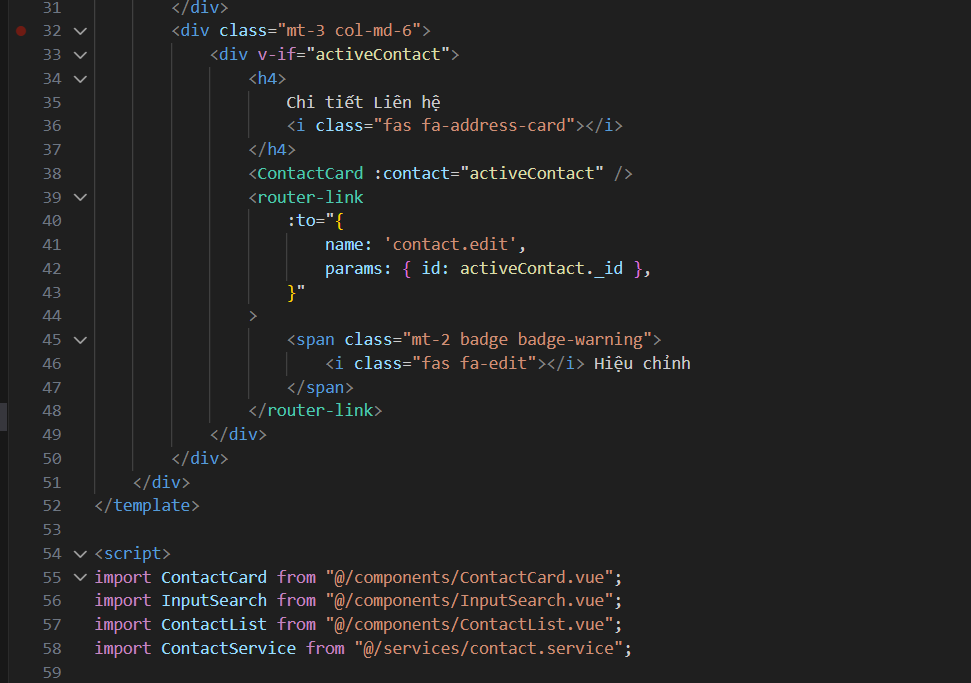 31 </div>
32 <div class="mt-3 col-md-6">
33 <div v-if="activeContact">
34 <h4>
35 Chi tiết Liên hệ
36 <i class="fas fa-address-card"></i>
37 </h4>
38 <ContactCard :contact="activeContact" />
39 <router-link
40 :to="{
41 name: 'contact.edit',
42 params: { id: activeContact._id },
43 }"
44 >
45 <span class="mt-2 badge badge-warning">
46 <i class="fas fa-edit"></i> Hiệu chỉnh
47 </span>
48 </router-link>
49 </div>
50 </div>
51 </div>
52 </template>
53
54 <script>
55 import ContactCard from "@/components/ContactCard.vue";
56 import InputSearch from "@/components/InputSearch.vue";
57 import ContactList from "@/components/ContactList.vue";
58 import ContactService from "@/services/contact.service";
59